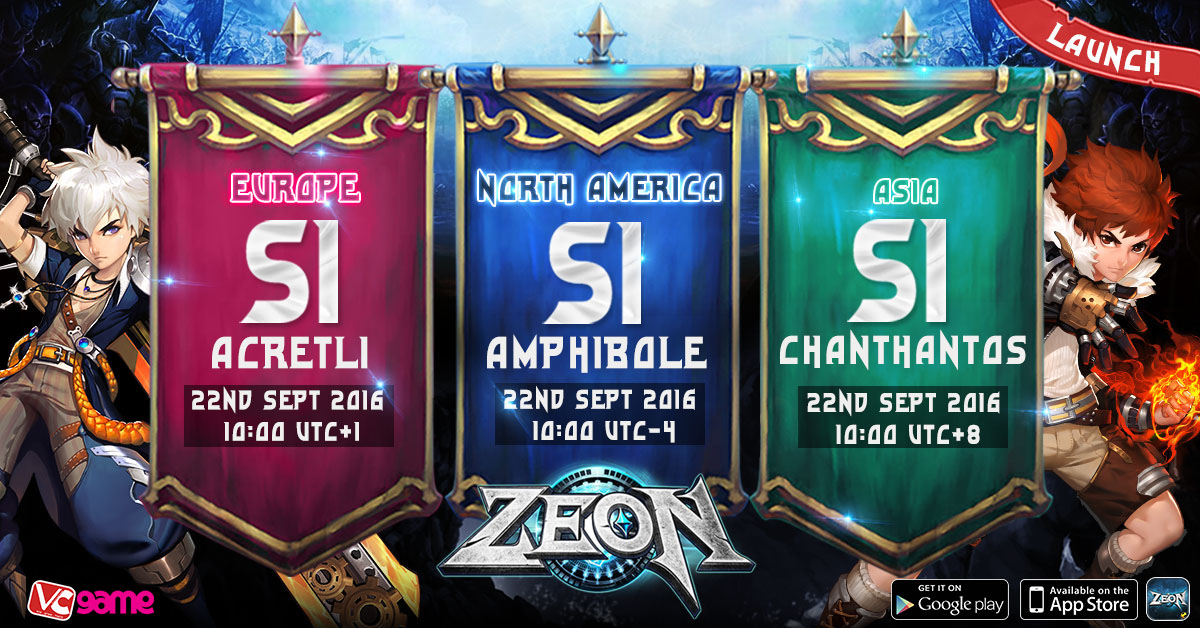 LAUNCH
EUROPE
S1
ACRETLI
22ND SEPT 2016
10:00 UTC+1
NORTH AMERICA
S1
AMPHIBOLE
22ND SEPT 2016
10:00 UTC-4
ASIA
S1
CHANTHANTOS
22ND SEPT 2016
10:00 UTC+8
ZEON
VC game
GET IT ON
Google play
Available on the
App Store
ZEON